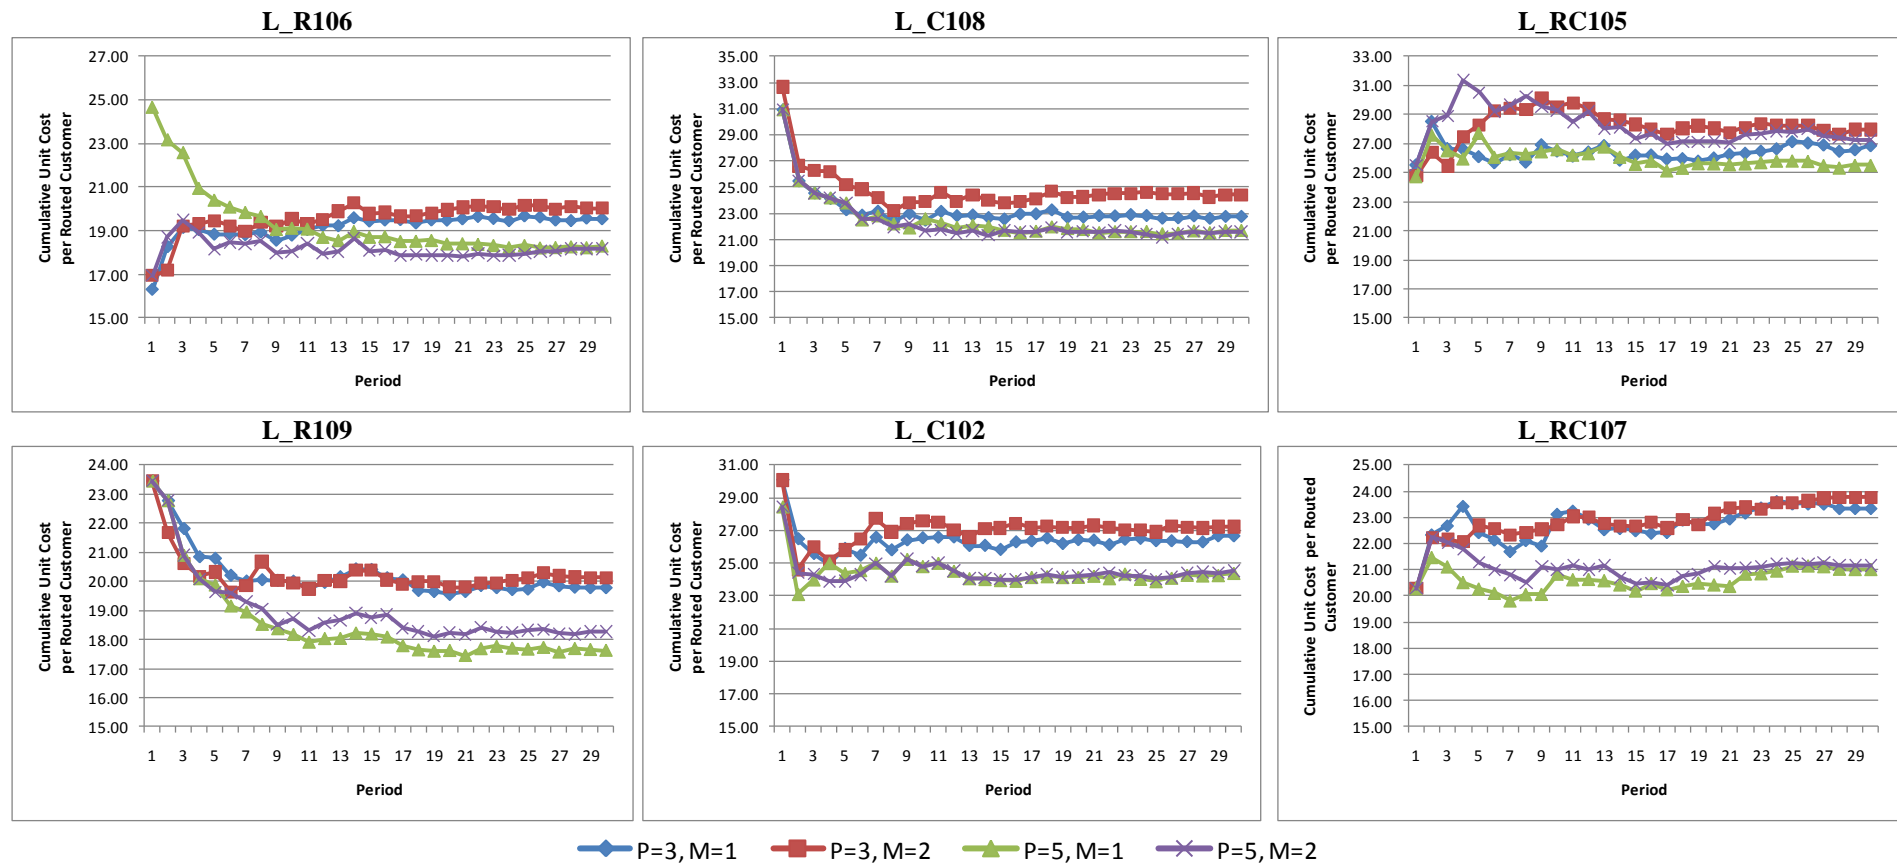 L_R106
27.00
25.00
23.00
21.00
19.00
17.00
15.00
Cumulative Unit Cost
per Routed Customer
1 3 5 7 9 11 13 15 17 19 21 23 25 27 29
Period
L_C108
35.00
33.00
31.00
29.00
27.00
25.00
23.00
21.00
19.00
17.00
15.00
Cumulative Unit Cost
per Routed Customer
1 3 5 7 9 11 13 15 17 19 21 23 25 27 29
Period
L_RC105
33.00
31.00
29.00
27.00
25.00
23.00
21.00
19.00
17.00
15.00
Cumulative Unit Cost
per Routed Customer
1 3 5 7 9 11 13 15 17 19 21 23 25 27 29
Period
L_R109
24.00
23.00
22.00
21.00
20.00
19.00
18.00
17.00
16.00
15.00
Cumulative Unit Cost
per Routed Customer
1 3 5 7 9 11 13 15 17 19 21 23 25 27 29
Period
L_C102
31.00
29.00
27.00
25.00
23.00
21.00
19.00
17.00
15.00
Cumulative Unit Cost
per Routed Customer
1 3 5 7 9 11 13 15 17 19 21 23 25 27 29
Period
L_RC107
25.00
24.00
23.00
22.00
21.00
20.00
19.00
18.00
17.00
16.00
15.00
Cumulative Unit Cost per Routed
Customer
1 3 5 7 9 11 13 15 17 19 21 23 25 27 29
Period
P=3, M=1 P=3, M=2 P=5, M=1 P=5, M=2